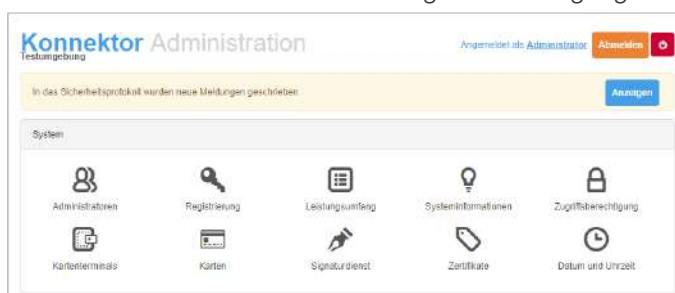 Konnektor Administration
Testumgebung
Angemeldet als Administrator Abmelden
In das Sicherheitsprotokoll wurden neue Meldungen geschrieben
Anzeigen
System
Administratoren Registrierung Leistungsumfang Systeminformationen Zugriffsberechtigung
Kartenterminals Karten Signaturdienst Zertifikate Datum und Uhrzeit